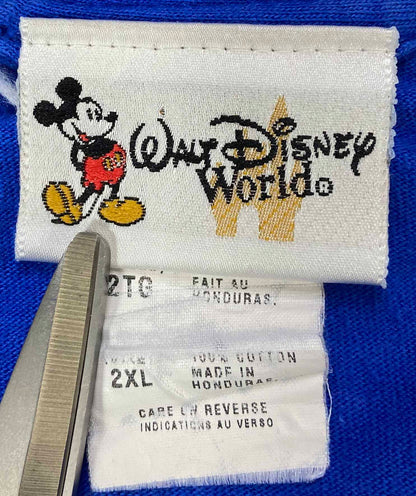 WALT DISNEY
World®
2TG FAIT AU
HONDURAS.
100% COTTON
2XL MADE IN
HONDURAS
CARE ON REVERSE
INDICATIONS AU VERSO